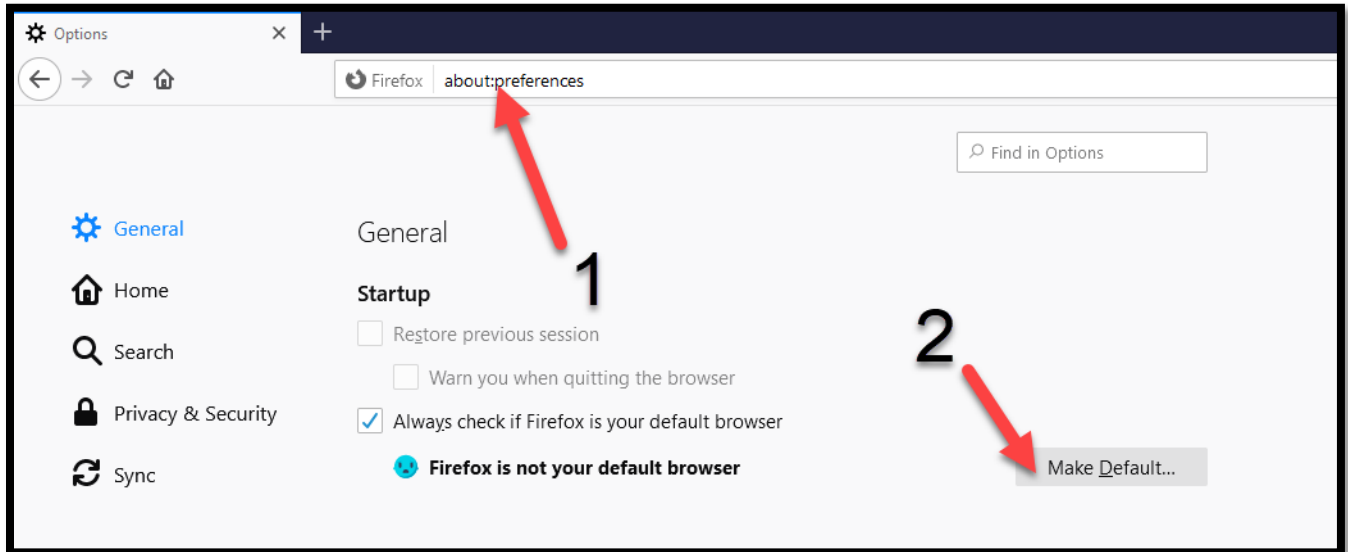 Options
Firefox about:preferences
Find in Options
General
Home
Search
Privacy & Security
Sync
General
1
Startup
Restore previous session
Warn you when quitting the browser
Always check if Firefox is your default browser
Firefox is not your default browser
2
Make Default...